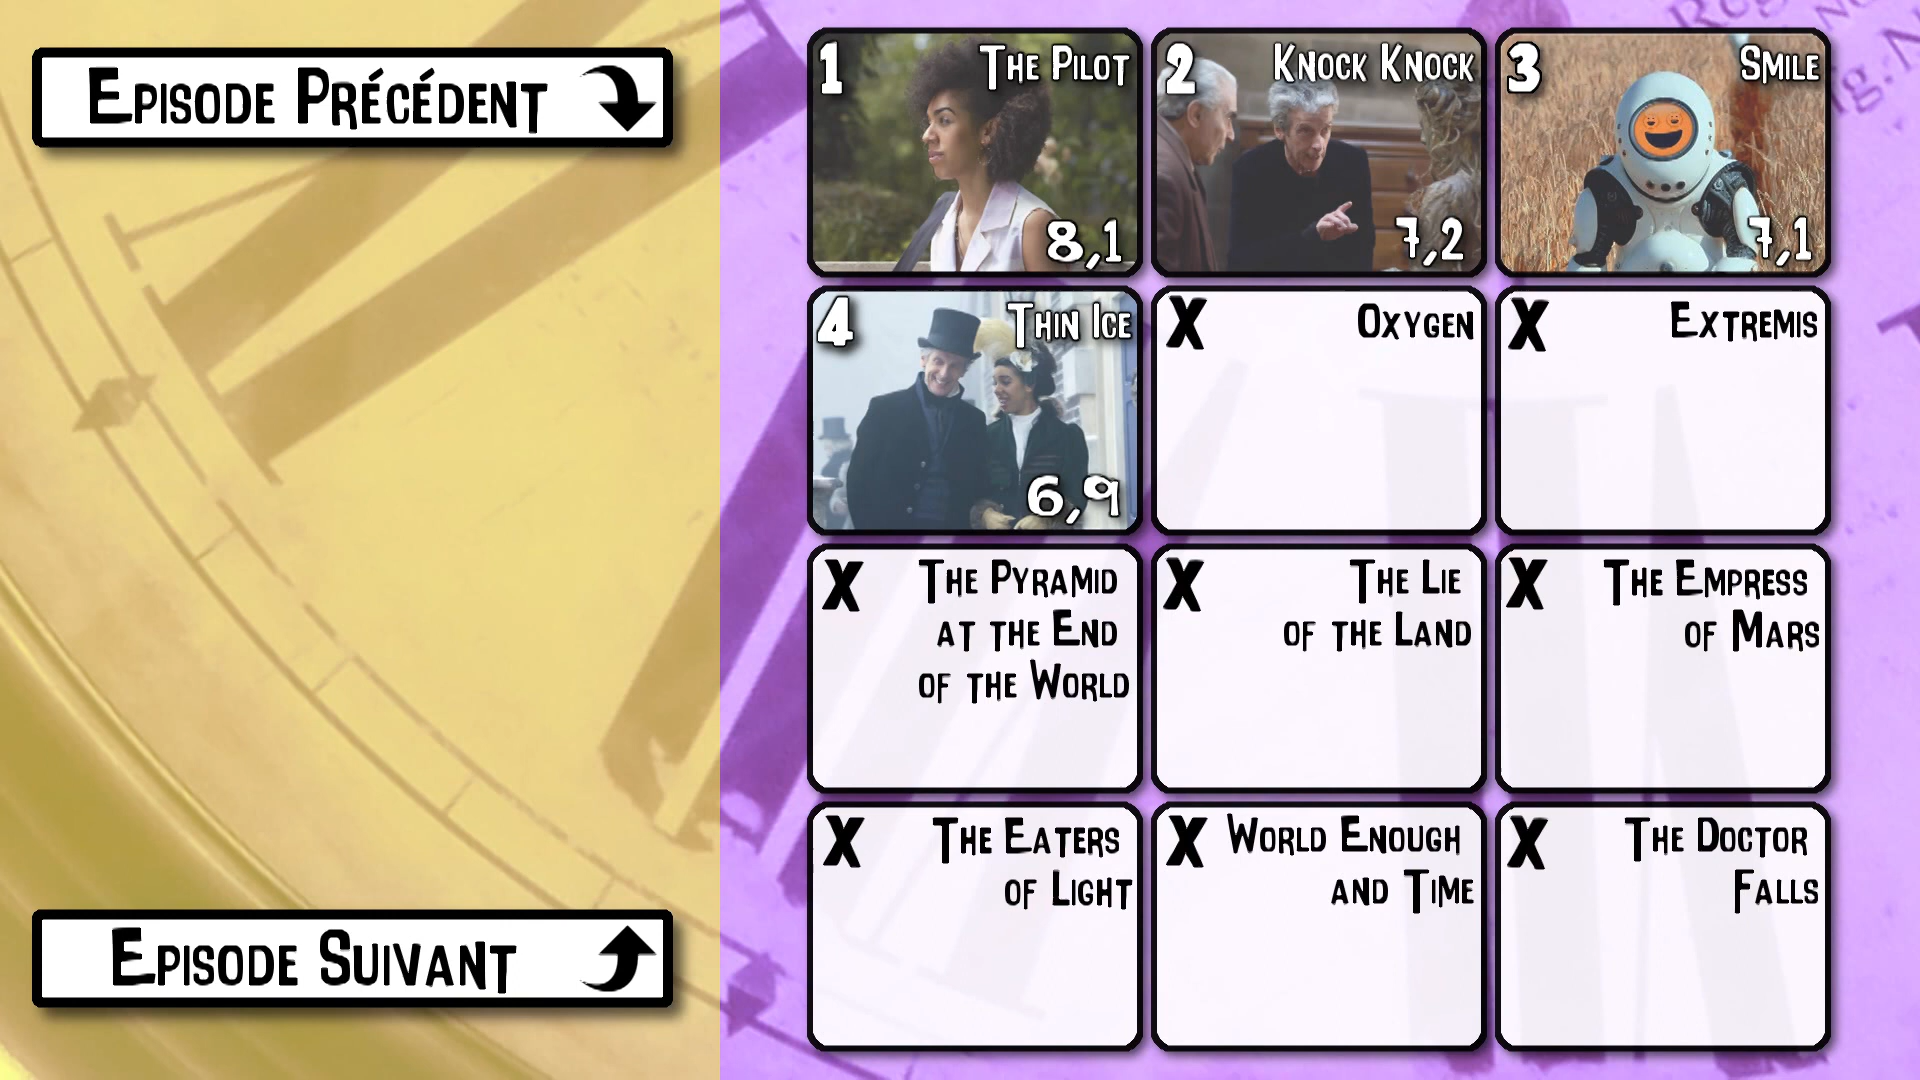 Episode Précédent
1
The Pilot
8,1
2
Knock Knock
7,2
3
Smile
7,1
4
Thin Ice
6,9
X
Oxygen
X
Extremis
X
The Pyramid
at the End
of the World
X
The Lie
of the Land
X
The Empress
of Mars
X
The Eaters
of Light
X
World Enough
and Time
X
The Doctor
Falls
Episode Suivant